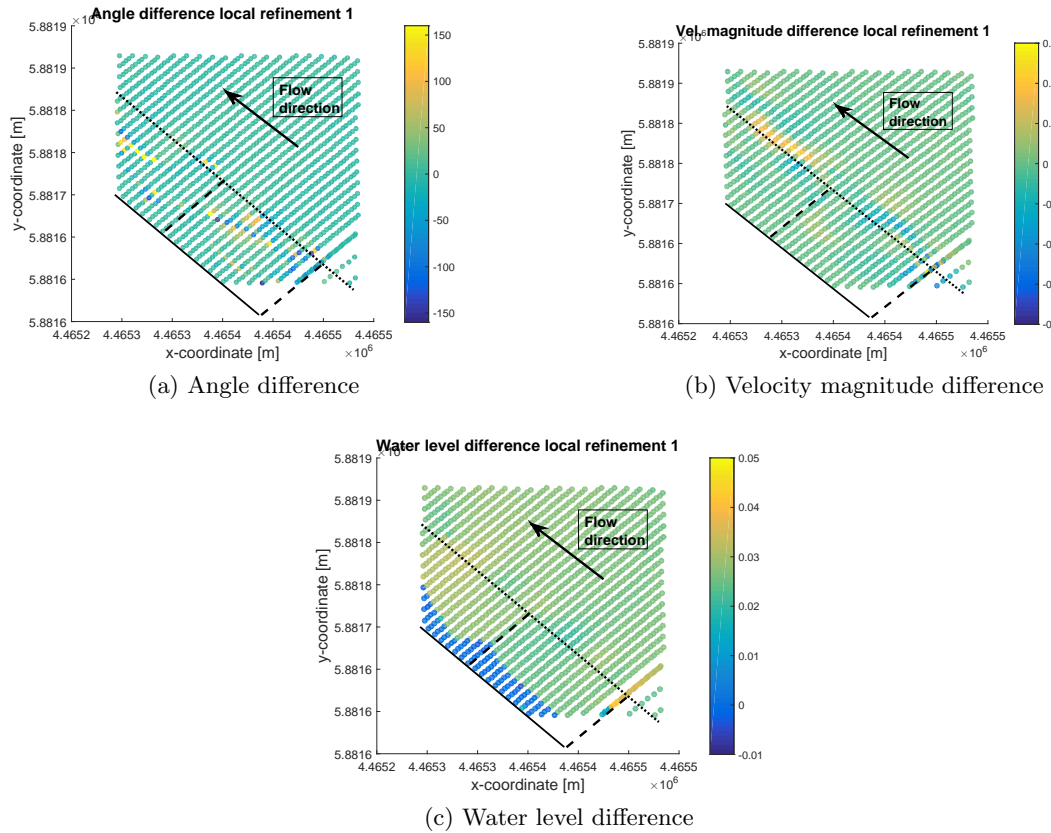 Angle difference local refinement 1
5.8819
5.8819
5.8818
5.8818
5.8817
5.8816
5.8816
5.8816
y-coordinate [m]
Flow
direction
150
100
50
0
-50
-100
-150
4.4652 4.4653 4.4653 4.4654 4.4654 4.4655 4.4655
x-coordinate [m]
×10⁶
(a) Angle difference
Vel. magnitude difference local refinement 1
5.8819
5.8819
5.8818
5.8818
5.8817
5.8816
5.8816
5.8816
y-coordinate [m]
Flow
direction
4.4652 4.4653 4.4653 4.4654 4.4654 4.4655 4.4655
x-coordinate [m]
×10⁶
(b) Velocity magnitude difference
Water level difference local refinement 1
5.8819
5.8819
5.8818
5.8818
5.8817
5.8816
5.8816
5.8816
y-coordinate [m]
Flow
direction
0.05
0.04
0.03
0.02
0.01
0
-0.01
4.4652 4.4653 4.4653 4.4654 4.4654 4.4655 4.4655
x-coordinate [m]
×10⁶
(c) Water level difference